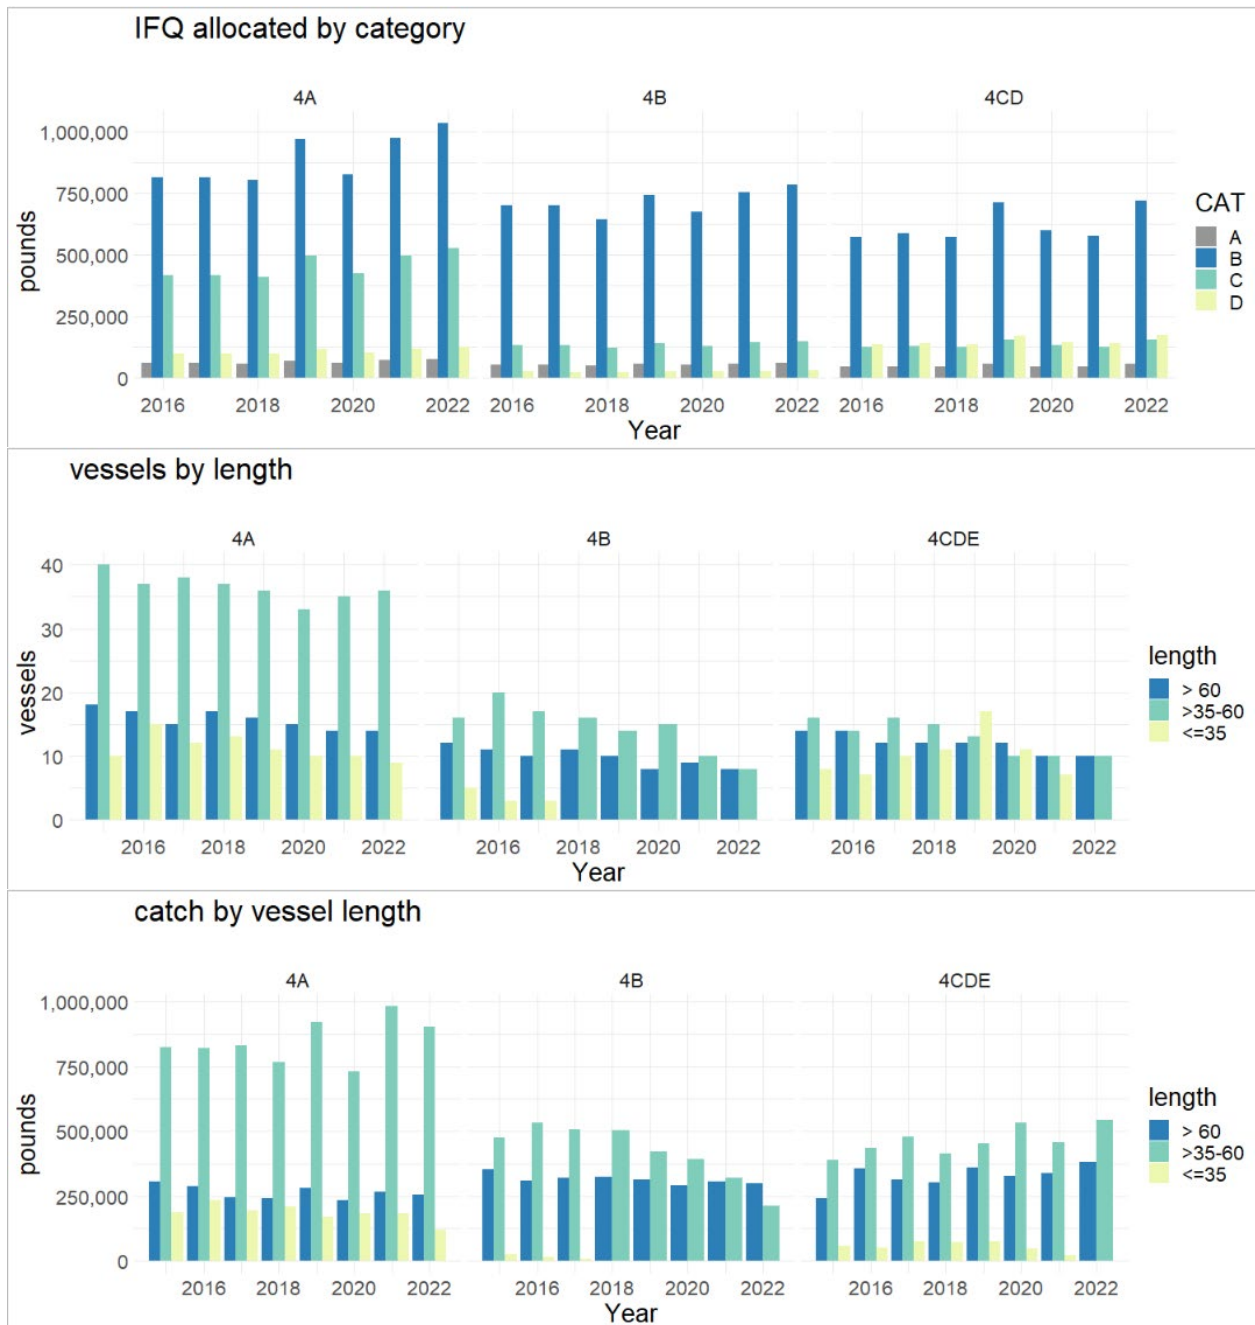 IFQ allocated by category
4A 4B 4CD
1,000,000
750,000
500,000
250,000
0
pounds
2016 2018 2020 2022 2016 2018 2020 2022 2016 2018 2020 2022
Year
CAT
A
B
C
D
vessels by length
4A 4B 4CDE
40
30
20
10
0
vessels
2016 2018 2020 2022 2016 2018 2020 2022 2016 2018 2020 2022
Year
length
> 60
>35-60
<=35
catch by vessel length
4A 4B 4CDE
1,000,000
750,000
500,000
250,000
0
pounds
2016 2018 2020 2022 2016 2018 2020 2022 2016 2018 2020 2022
Year
length
> 60
>35-60
<=35